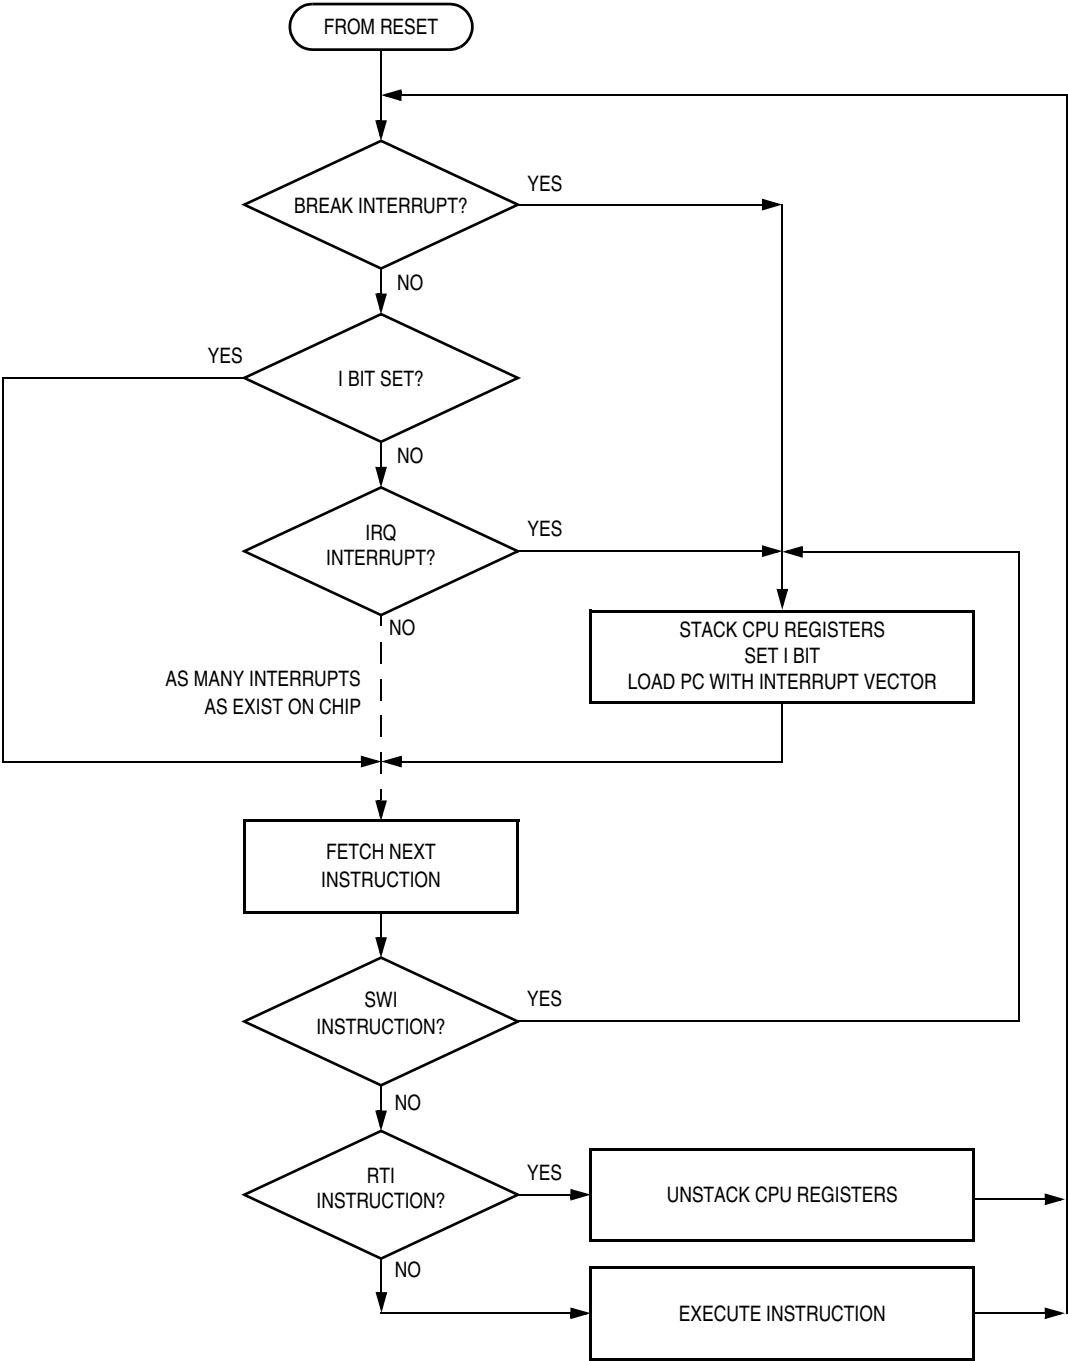 FROM RESET
BREAK INTERRUPT?
YES
NO
YES
I BIT SET?
NO
IRQ
INTERRUPT?
YES
NO
STACK CPU REGISTERS
SET I BIT
LOAD PC WITH INTERRUPT VECTOR
AS MANY INTERRUPTS
AS EXIST ON CHIP
FETCH NEXT
INSTRUCTION
SWI
INSTRUCTION?
YES
NO
RTI
INSTRUCTION?
YES
UNSTACK CPU REGISTERS
NO
EXECUTE INSTRUCTION